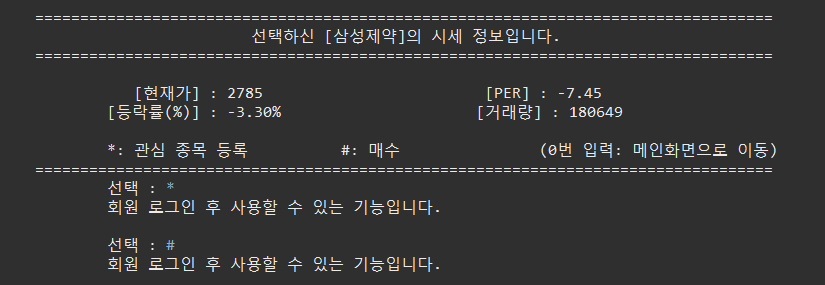 ==================================================================================
선택하신 [삼성제약]의 시세 정보입니다.
==================================================================================
[현재가] : 2785 [PER] : -7.45
[등락률(%)] : -3.30% [거래량] : 180649
*: 관심 종목 등록 #: 매수 (0번 입력: 메인화면으로 이동)
==================================================================================
선택 : *
회원 로그인 후 사용할 수 있는 기능입니다.
선택 : #
회원 로그인 후 사용할 수 있는 기능입니다.